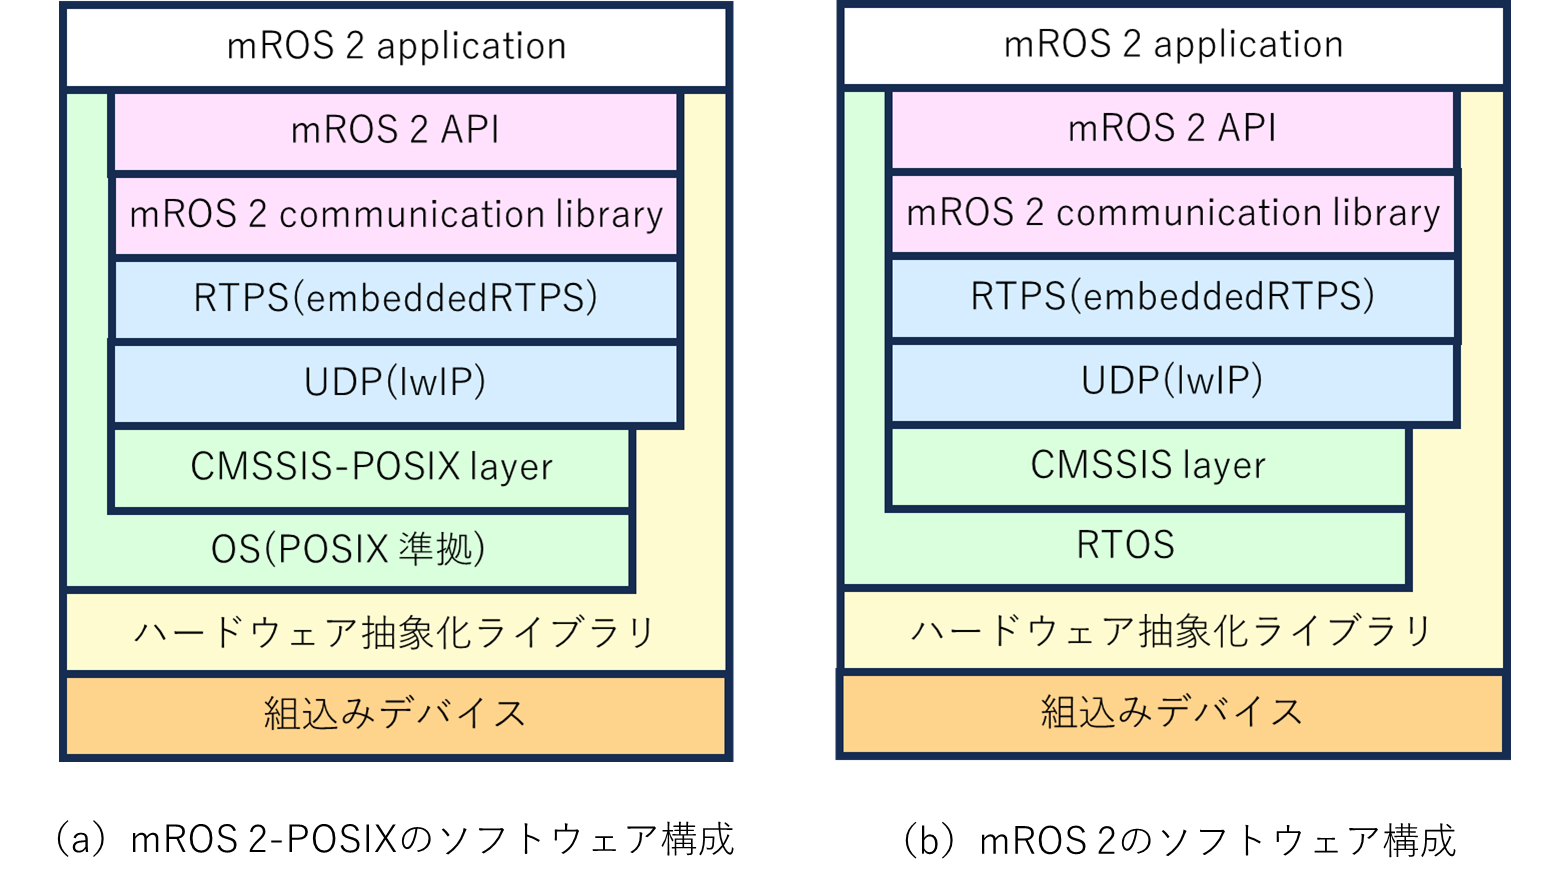 mROS 2 application
mROS 2 API
mROS 2 communication library
RTPS(embeddedRTPS)
UDP(lwIP)
CMSSIS-POSIX layer
OS(POSIX 準拠)
ハードウェア抽象化ライブラリ
組込みデバイス
(a) mROS 2-POSIXのソフトウェア構成
mROS 2 application
mROS 2 API
mROS 2 communication library
RTPS(embeddedRTPS)
UDP(lwIP)
CMSSIS layer
RTOS
ハードウェア抽象化ライブラリ
組込みデバイス
(b) mROS 2のソフトウェア構成